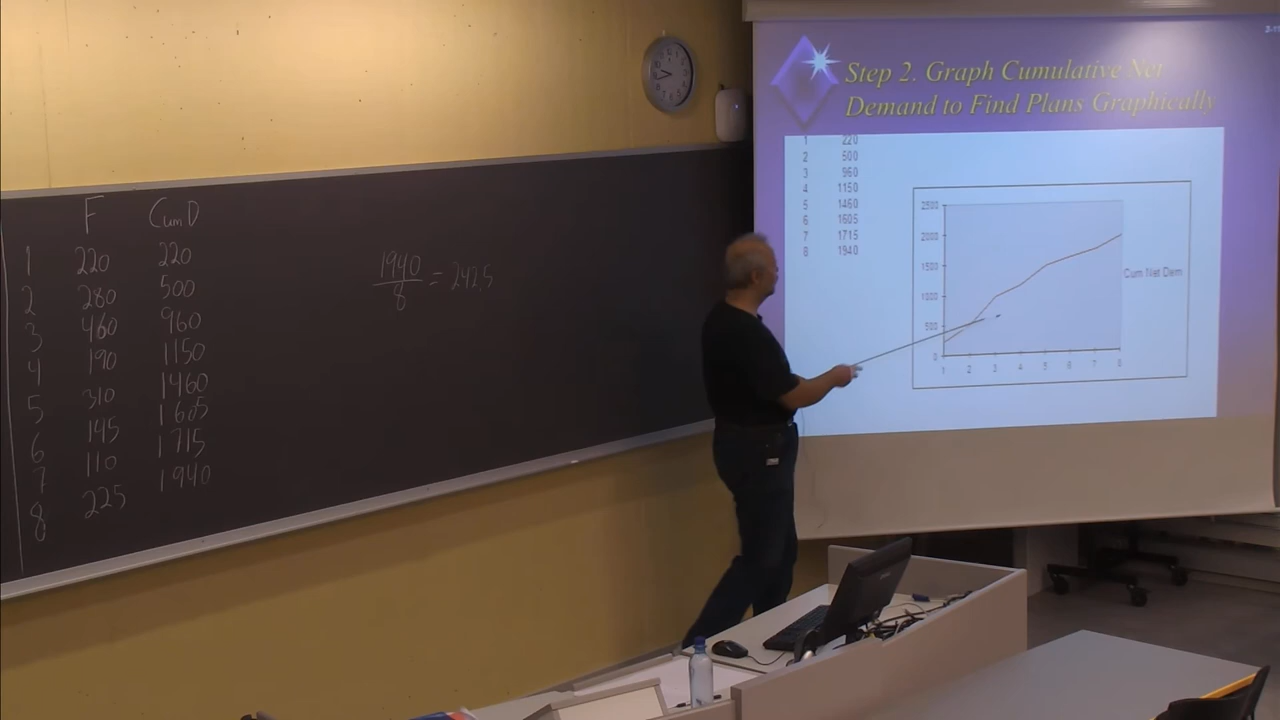 F Cum D
1 220 220
2 280 500
3 460 960
4 190 1150
5 310 1460
6 145 1605
7 110 1715
8 225 1940
1940
8
= 242,5
Step 2. Graph Cumulative Net
Demand to Find Plans Graphically
1 220
2 500
3 960
4 1150
5 1460
6 1605
7 1715
8 1940
2500
2000
1500
1000
500
0
1 2 3 4 5 6 7 8
Cum Net Dem